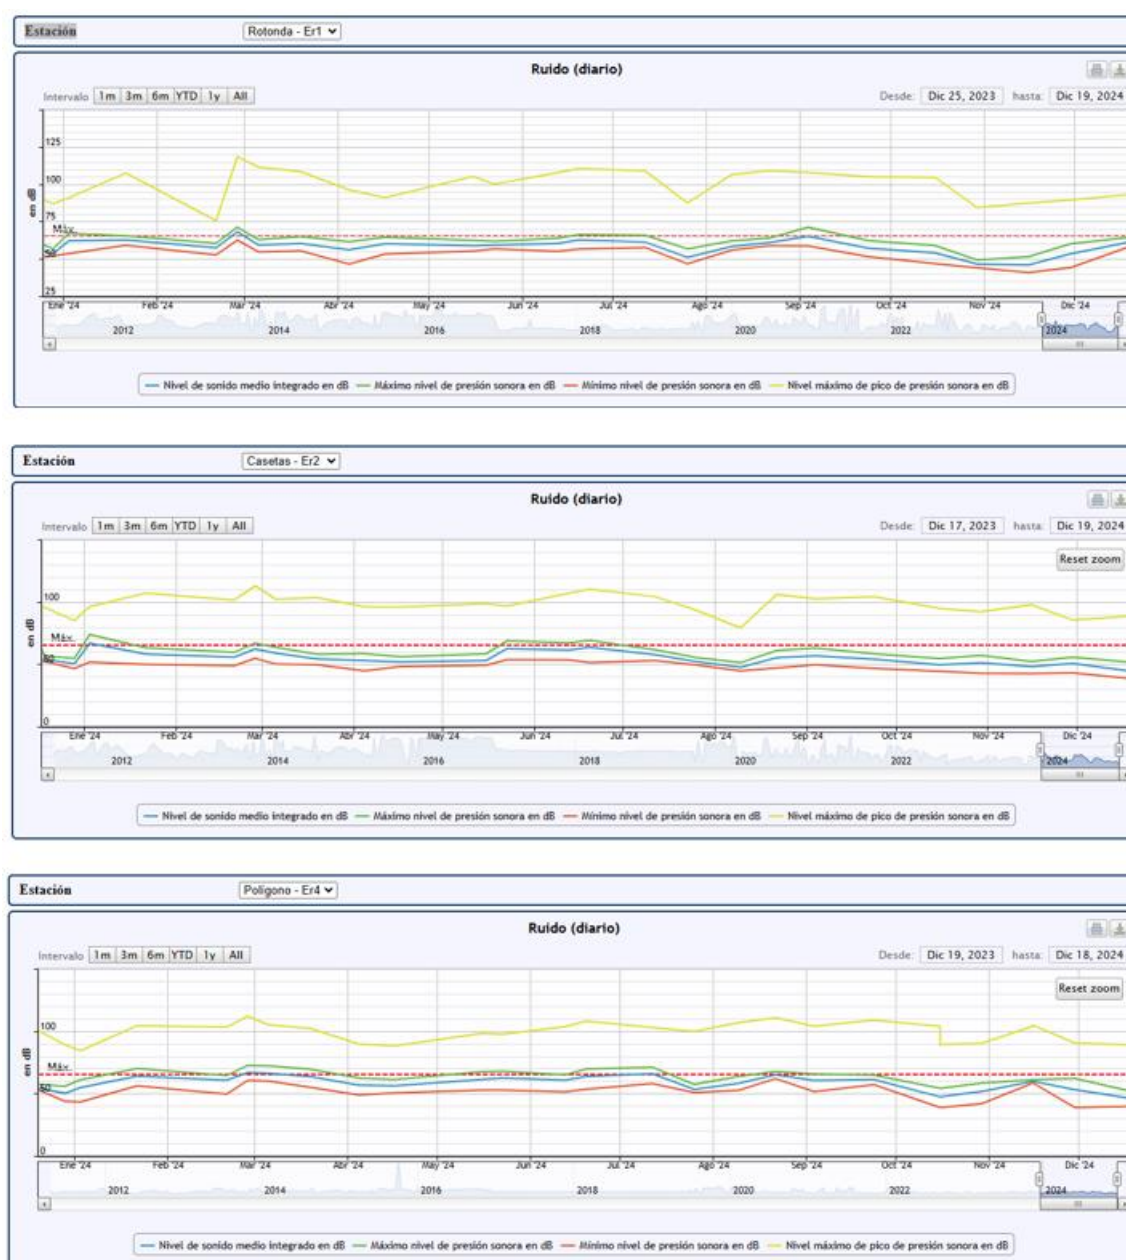 Estación Rotonda - Er1
Ruido (diario)
Intervalo 1m 3m 6m YTD 1y All Desde: Dic 25, 2023 hasta: Dic 19, 2024
125
100
en dB
75
Máx.
50
25
Ene '24 Feb '24 Mar '24 Abr '24 May '24 Jun '24 Jul '24 Ago '24 Sep '24 Oct '24 Nov '24 Dic '24
2012 2014 2016 2018 2020 2022 2024
Nivel de sonido medio integrado en dB Máximo nivel de presión sonora en dB Mínimo nivel de presión sonora en dB Nivel máximo de pico de presión sonora en dB
Estación Casetas - Er2
Ruido (diario)
Intervalo 1m 3m 6m YTD 1y All Desde: Dic 17, 2023 hasta: Dic 19, 2024
Reset zoom
100
en dB
Máx.
50
0
Ene '24 Feb '24 Mar '24 Abr '24 May '24 Jun '24 Jul '24 Ago '24 Sep '24 Oct '24 Nov '24 Dic '24
2012 2014 2016 2018 2020 2022 2024
Nivel de sonido medio integrado en dB Máximo nivel de presión sonora en dB Mínimo nivel de presión sonora en dB Nivel máximo de pico de presión sonora en dB
Estación Polígono - Er4
Ruido (diario)
Intervalo 1m 3m 6m YTD 1y All Desde: Dic 19, 2023 hasta: Dic 18, 2024
Reset zoom
100
en dB
Máx.
50
0
Ene '24 Feb '24 Mar '24 Abr '24 May '24 Jun '24 Jul '24 Ago '24 Sep '24 Oct '24 Nov '24 Dic '24
2012 2014 2016 2018 2020 2022 2024
Nivel de sonido medio integrado en dB Máximo nivel de presión sonora en dB Mínimo nivel de presión sonora en dB Nivel máximo de pico de presión sonora en dB